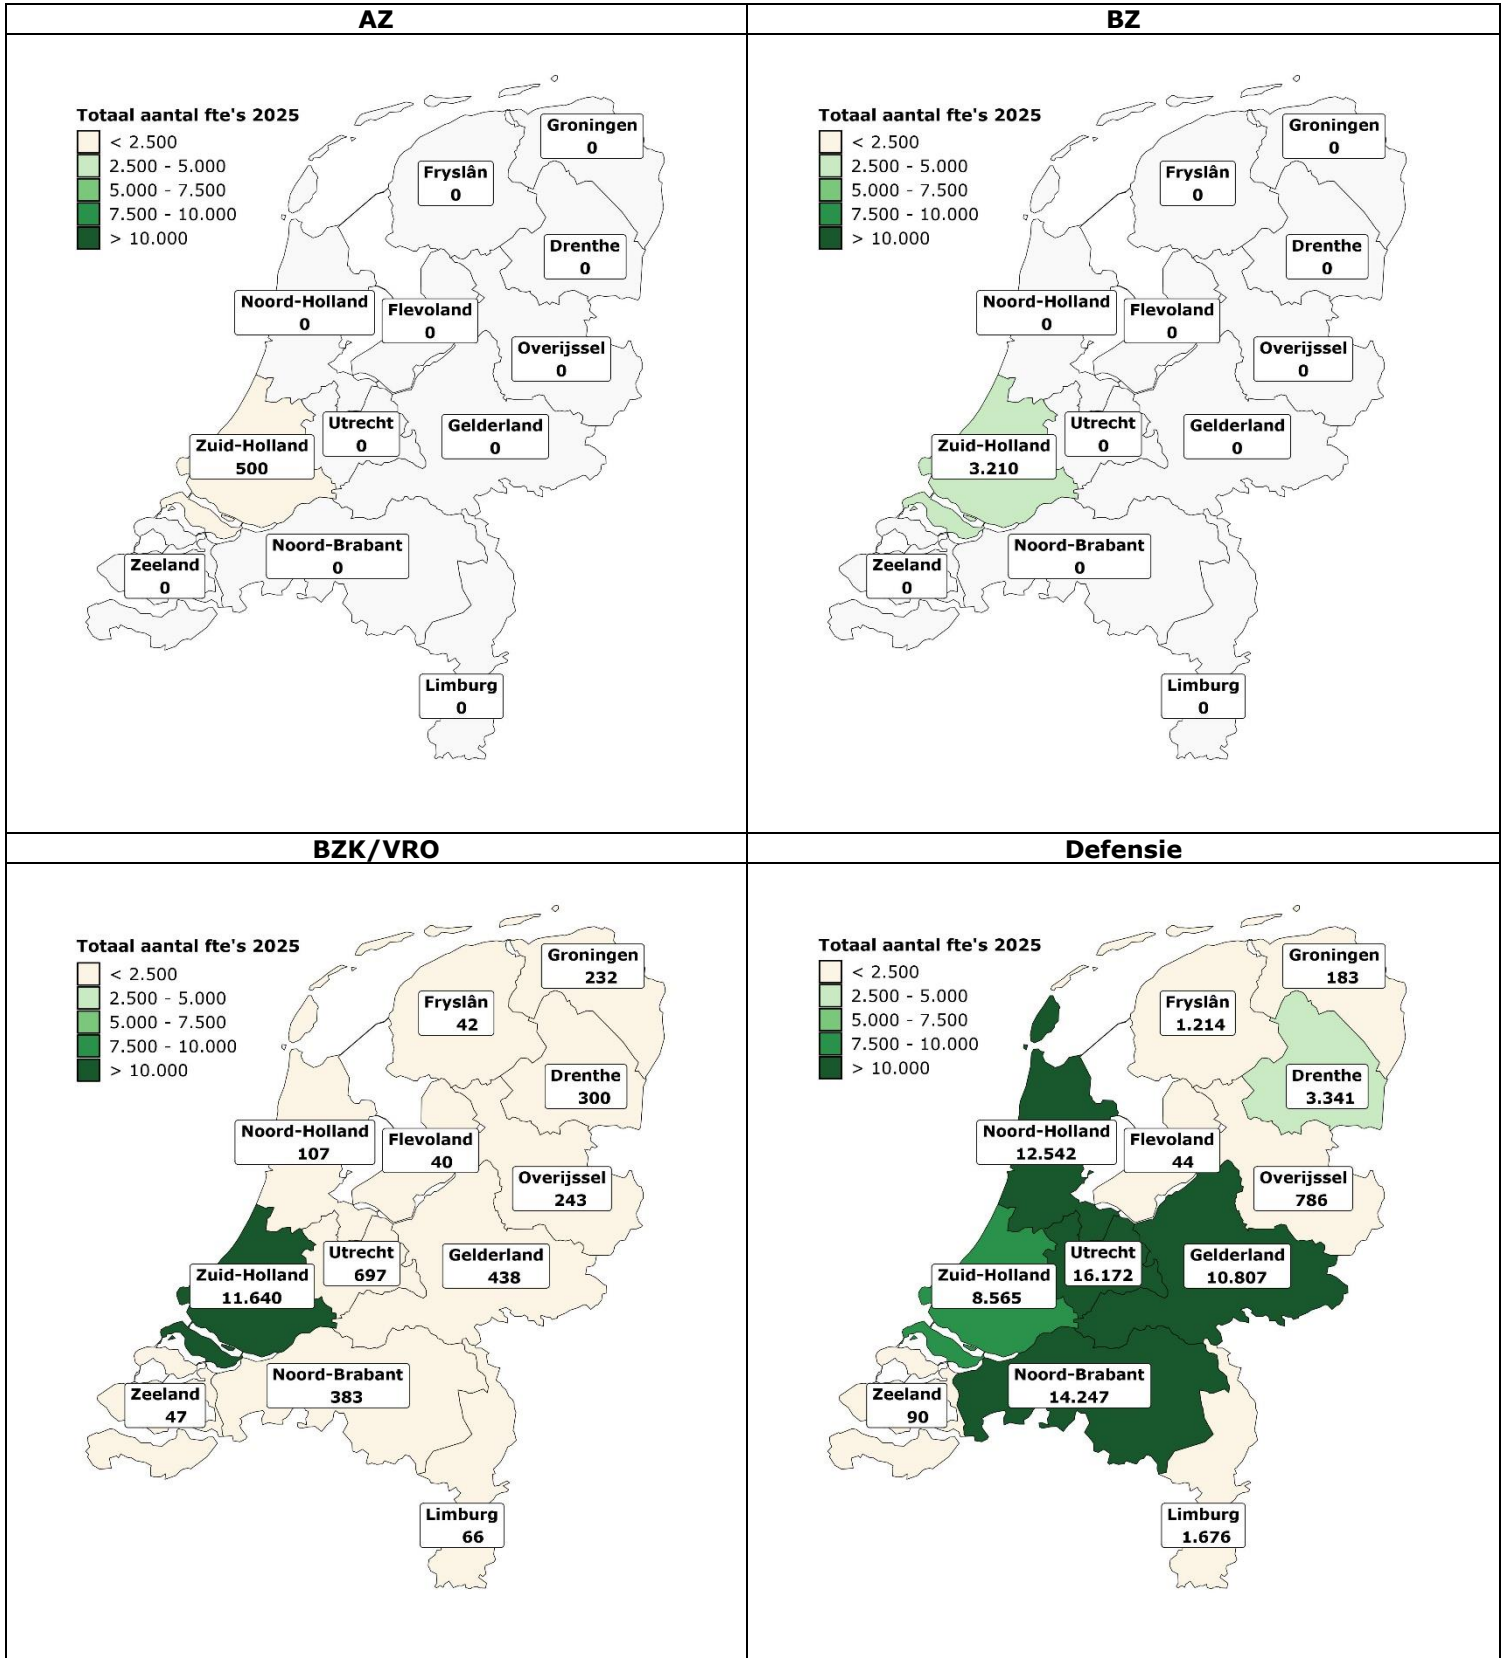 AZ
Totaal aantal fte's 2025
< 2.500
2.500 - 5.000
5.000 - 7.500
7.500 - 10.000
> 10.000
Groningen
0
Fryslân
0
Drenthe
0
Noord-Holland
0
Flevoland
0
Overijssel
0
Utrecht
0
Gelderland
0
Zuid-Holland
500
Noord-Brabant
0
Zeeland
0
Limburg
0
BZ
Totaal aantal fte's 2025
< 2.500
2.500 - 5.000
5.000 - 7.500
7.500 - 10.000
> 10.000
Groningen
0
Fryslân
0
Drenthe
0
Noord-Holland
0
Flevoland
0
Overijssel
0
Utrecht
0
Gelderland
0
Zuid-Holland
3.210
Noord-Brabant
0
Zeeland
0
Limburg
0
BZK/VRO
Totaal aantal fte's 2025
< 2.500
2.500 - 5.000
5.000 - 7.500
7.500 - 10.000
> 10.000
Groningen
232
Fryslân
42
Drenthe
300
Noord-Holland
107
Flevoland
40
Overijssel
243
Utrecht
697
Gelderland
438
Zuid-Holland
11.640
Noord-Brabant
383
Zeeland
47
Limburg
66
Defensie
Totaal aantal fte's 2025
< 2.500
2.500 - 5.000
5.000 - 7.500
7.500 - 10.000
> 10.000
Groningen
183
Fryslân
1.214
Drenthe
3.341
Noord-Holland
12.542
Flevoland
44
Overijssel
786
Utrecht
16.172
Gelderland
10.807
Zuid-Holland
8.565
Noord-Brabant
14.247
Zeeland
90
Limburg
1.676